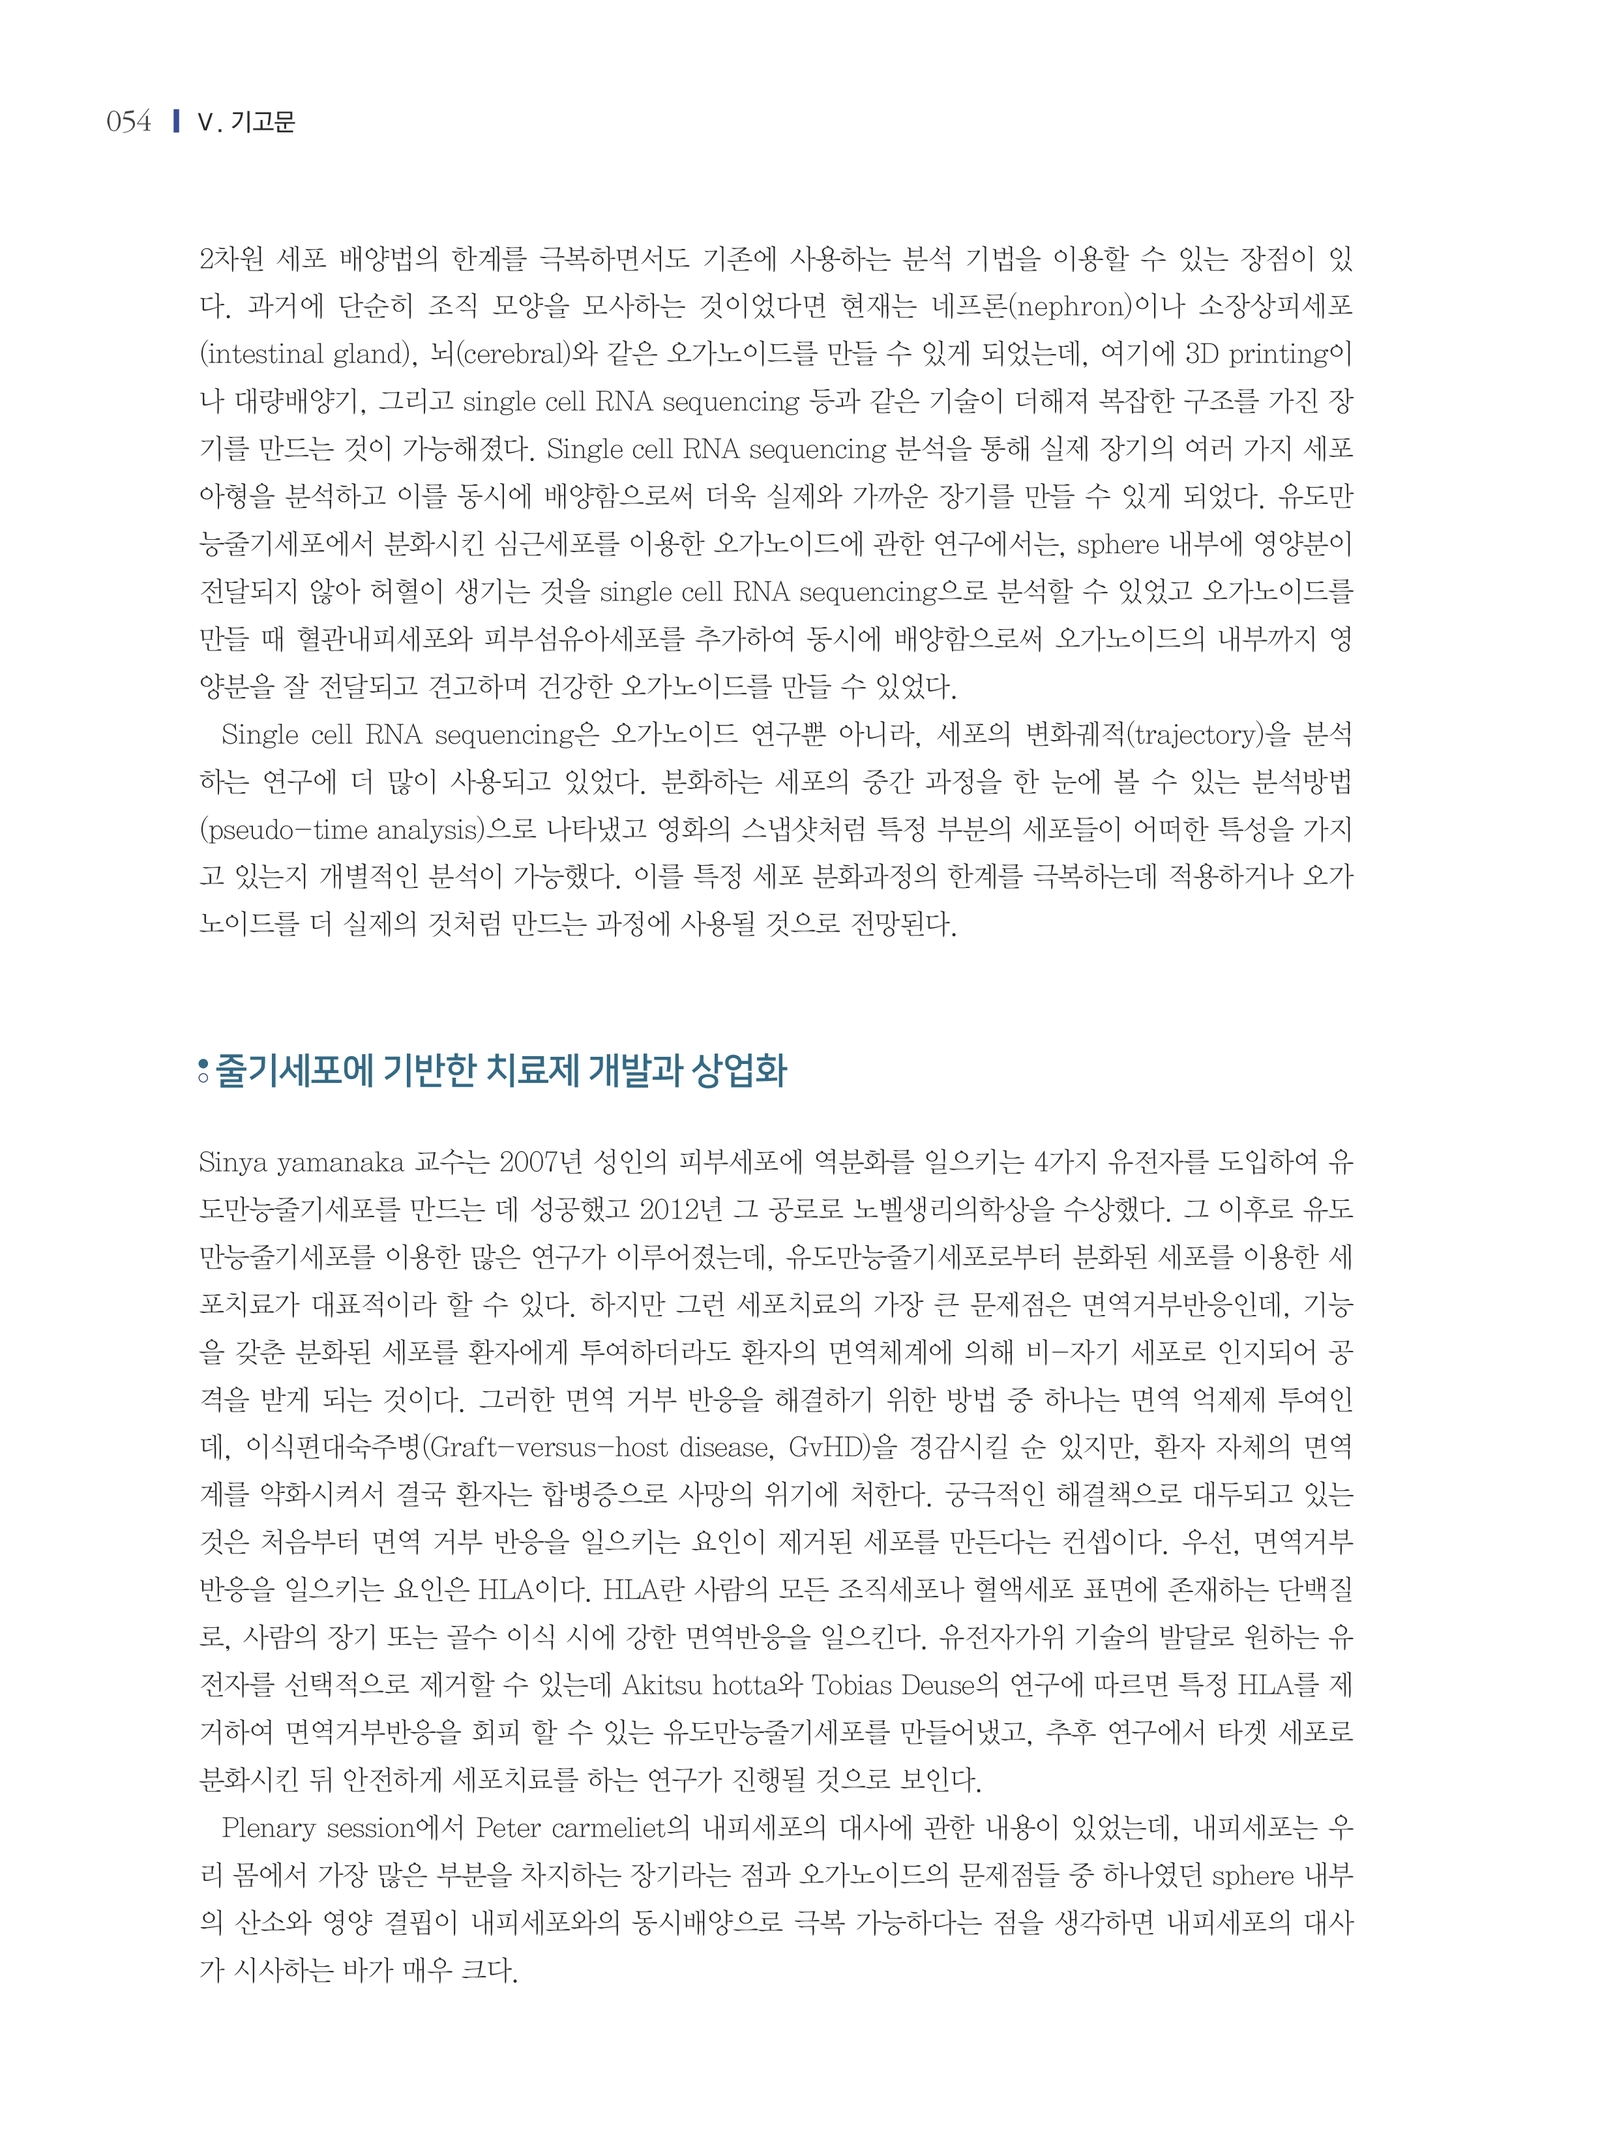 054 V. 기고문
2차원 세포 배양법의 한계를 극복하면서도 기존에 사용하는 분석 기법을 이용할 수 있는 장점이 있
다. 과거에 단순히 조직 모양을 모사하는 것이었다면 현재는 네프론(nephron)이나 소장상피세포
(intestinal gland), 뇌(cerebral)와 같은 오가노이드를 만들 수 있게 되었는데, 여기에 3D printing이
나 대량배양기, 그리고 single cell RNA sequencing 등과 같은 기술이 더해져 복잡한 구조를 가진 장
기를 만드는 것이 가능해졌다. Single cell RNA sequencing 분석을 통해 실제 장기의 여러 가지 세포
아형을 분석하고 이를 동시에 배양함으로써 더욱 실제와 가까운 장기를 만들 수 있게 되었다. 유도만
능줄기세포에서 분화시킨 심근세포를 이용한 오가노이드에 관한 연구에서는, sphere 내부에 영양분이
전달되지 않아 허혈이 생기는 것을 single cell RNA sequencing으로 분석할 수 있었고 오가노이드를
만들 때 혈관내피세포와 피부섬유아세포를 추가하여 동시에 배양함으로써 오가노이드의 내부까지 영
양분을 잘 전달되고 견고하며 건강한 오가노이드를 만들 수 있었다.
Single cell RNA sequencing은 오가노이드 연구뿐 아니라, 세포의 변화궤적(trajectory)을 분석
하는 연구에 더 많이 사용되고 있었다. 분화하는 세포의 중간 과정을 한 눈에 볼 수 있는 분석방법
(pseudo-time analysis)으로 나타냈고 영화의 스냅샷처럼 특정 부분의 세포들이 어떠한 특성을 가지
고 있는지 개별적인 분석이 가능했다. 이를 특정 세포 분화과정의 한계를 극복하는데 적용하거나 오가
노이드를 더 실제의 것처럼 만드는 과정에 사용될 것으로 전망된다.
줄기세포에 기반한 치료제 개발과 상업화
Sinya yamanaka 교수는 2007년 성인의 피부세포에 역분화를 일으키는 4가지 유전자를 도입하여 유
도만능줄기세포를 만드는 데 성공했고 2012년 그 공로로 노벨생리의학상을 수상했다. 그 이후로 유도
만능줄기세포를 이용한 많은 연구가 이루어졌는데, 유도만능줄기세포로부터 분화된 세포를 이용한 세
포치료가 대표적이라 할 수 있다. 하지만 그런 세포치료의 가장 큰 문제점은 면역거부반응인데, 기능
을 갖춘 분화된 세포를 환자에게 투여하더라도 환자의 면역체계에 의해 비-자기 세포로 인지되어 공
격을 받게 되는 것이다. 그러한 면역 거부 반응을 해결하기 위한 방법 중 하나는 면역 억제제 투여인
데, 이식편대숙주병(Graft-versus-host disease, GvHD)을 경감시킬 순 있지만, 환자 자체의 면역
계를 약화시켜서 결국 환자는 합병증으로 사망의 위기에 처한다. 궁극적인 해결책으로 대두되고 있는
것은 처음부터 면역 거부 반응을 일으키는 요인이 제거된 세포를 만든다는 컨셉이다. 우선, 면역거부
반응을 일으키는 요인은 HLA이다. HLA란 사람의 모든 조직세포나 혈액세포 표면에 존재하는 단백질
로, 사람의 장기 또는 골수 이식 시에 강한 면역반응을 일으킨다. 유전자가위 기술의 발달로 원하는 유
전자를 선택적으로 제거할 수 있는데 Akitsu hotta와 Tobias Deuse의 연구에 따르면 특정 HLA를 제
거하여 면역거부반응을 회피 할 수 있는 유도만능줄기세포를 만들어냈고, 추후 연구에서 타겟 세포로
분화시킨 뒤 안전하게 세포치료를 하는 연구가 진행될 것으로 보인다.
Plenary session에서 Peter carmeliet의 내피세포의 대사에 관한 내용이 있었는데, 내피세포는 우
리 몸에서 가장 많은 부분을 차지하는 장기라는 점과 오가노이드의 문제점들 중 하나였던 sphere 내부
의 산소와 영양 결핍이 내피세포와의 동시배양으로 극복 가능하다는 점을 생각하면 내피세포의 대사
가 시사하는 바가 매우 크다.